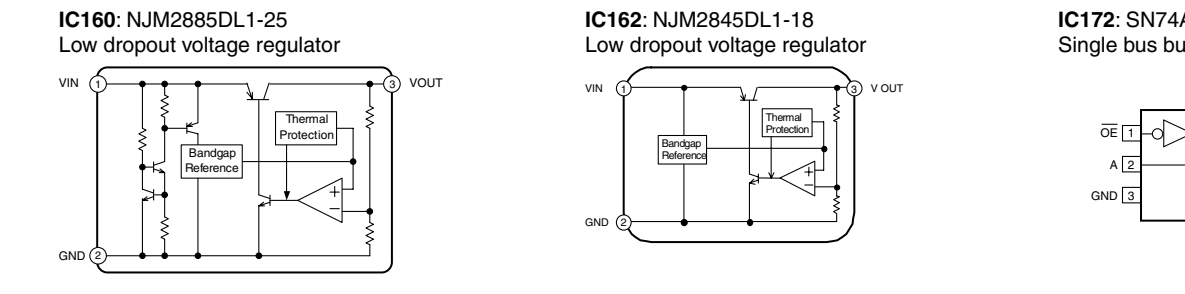 IC160: NJM2885DL1-25
Low dropout voltage regulator
VIN
1
3
VOUT
Thermal
Protection
Bandgap
Reference
+
−
GND
2
IC162: NJM2845DL1-18
Low dropout voltage regulator
VIN
1
3
V OUT
Thermal
Protection
Bandgap
Reference
+
−
GND
2
IC172: SN74A
Single bus bu
OE
1
A
2
GND
3